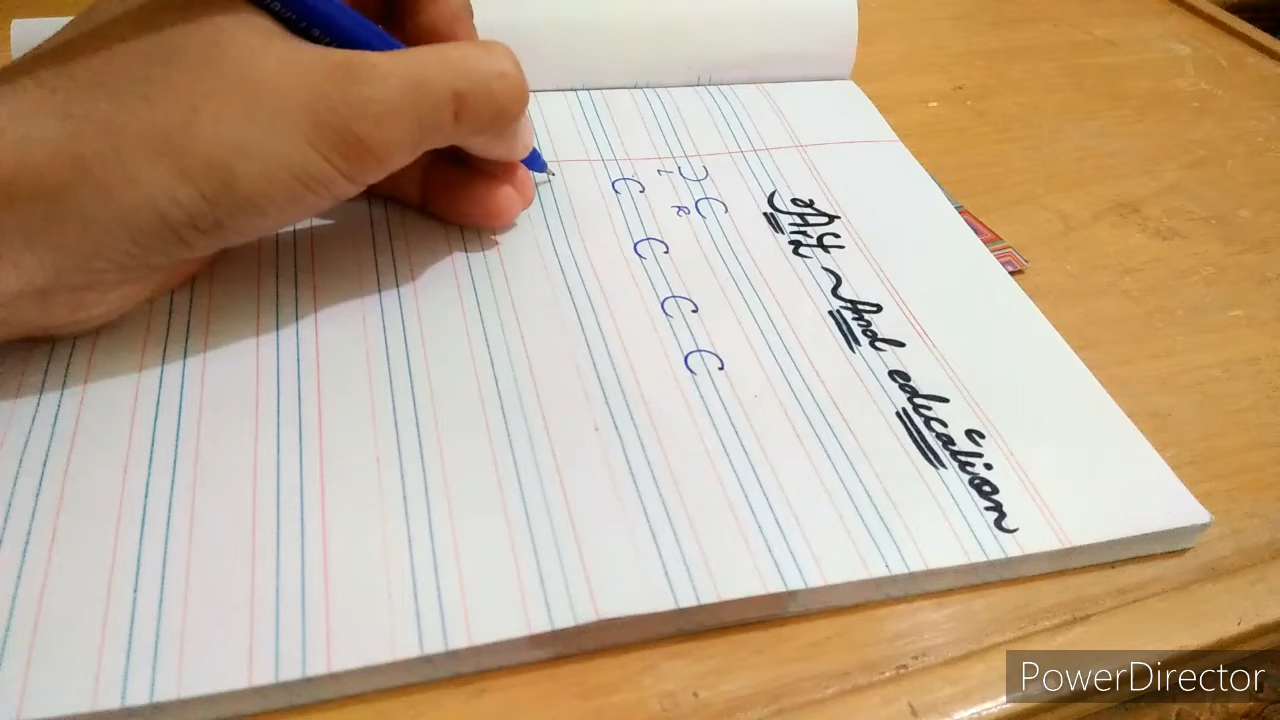 Art And education
Ɔ C
L R
C C C C
PowerDirector